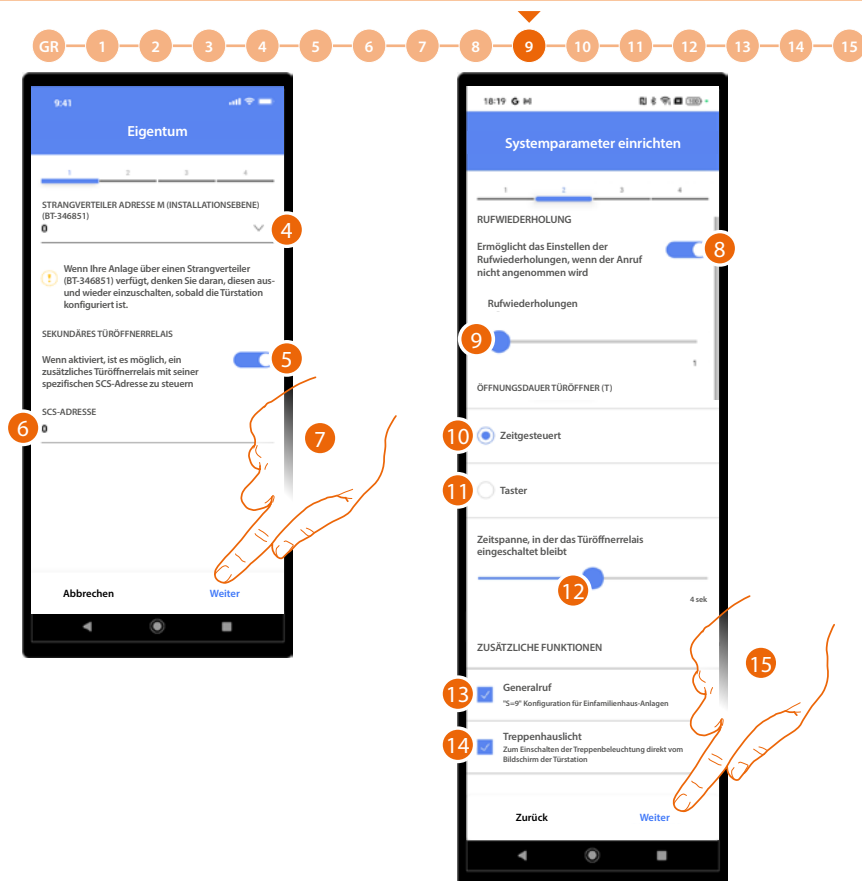 GR 1 2 3 4 5 6 7 8 9 10 11 12 13 14 15
9:41
Eigentum
1 2 3 4
STRANGVERTEILER ADRESSE M (INSTALLATIONSEBENE)
(BT-346851)
0
4
Wenn Ihre Anlage über einen Strangverteiler
(BT-346851) verfügt, denken Sie daran, diesen aus-
und wieder einzuschalten, sobald die Türstation
konfiguriert ist.
SEKUNDÄRES TÜRÖFFNERRELAIS
Wenn aktiviert, ist es möglich, ein
zusätzliches Türöffnerrelais mit seiner
spezifischen SCS-Adresse zu steuern
5
SCS-ADRESSE
6
0
7
Abbrechen Weiter
18:19 G
100
Systemparameter einrichten
1 2 3 4
RUFWIEDERHOLUNG
Ermöglicht das Einstellen der
Rufwiederholungen, wenn der Anruf
nicht angenommen wird
8
Rufwiederholungen
9
1
ÖFFNUNGSDAUER TÜRÖFFNER (T)
10 Zeitgesteuert
11 Taster
Zeitspanne, in der das Türöffnerrelais
eingeschaltet bleibt
12
4 sek
ZUSÄTZLICHE FUNKTIONEN
13 Generalruf
"S=9" Konfiguration für Einfamilienhaus-Anlagen
14 Treppenhauslicht
Zum Einschalten der Treppenbeleuchtung direkt vom
Bildschirm der Türstation
15
Zurück Weiter